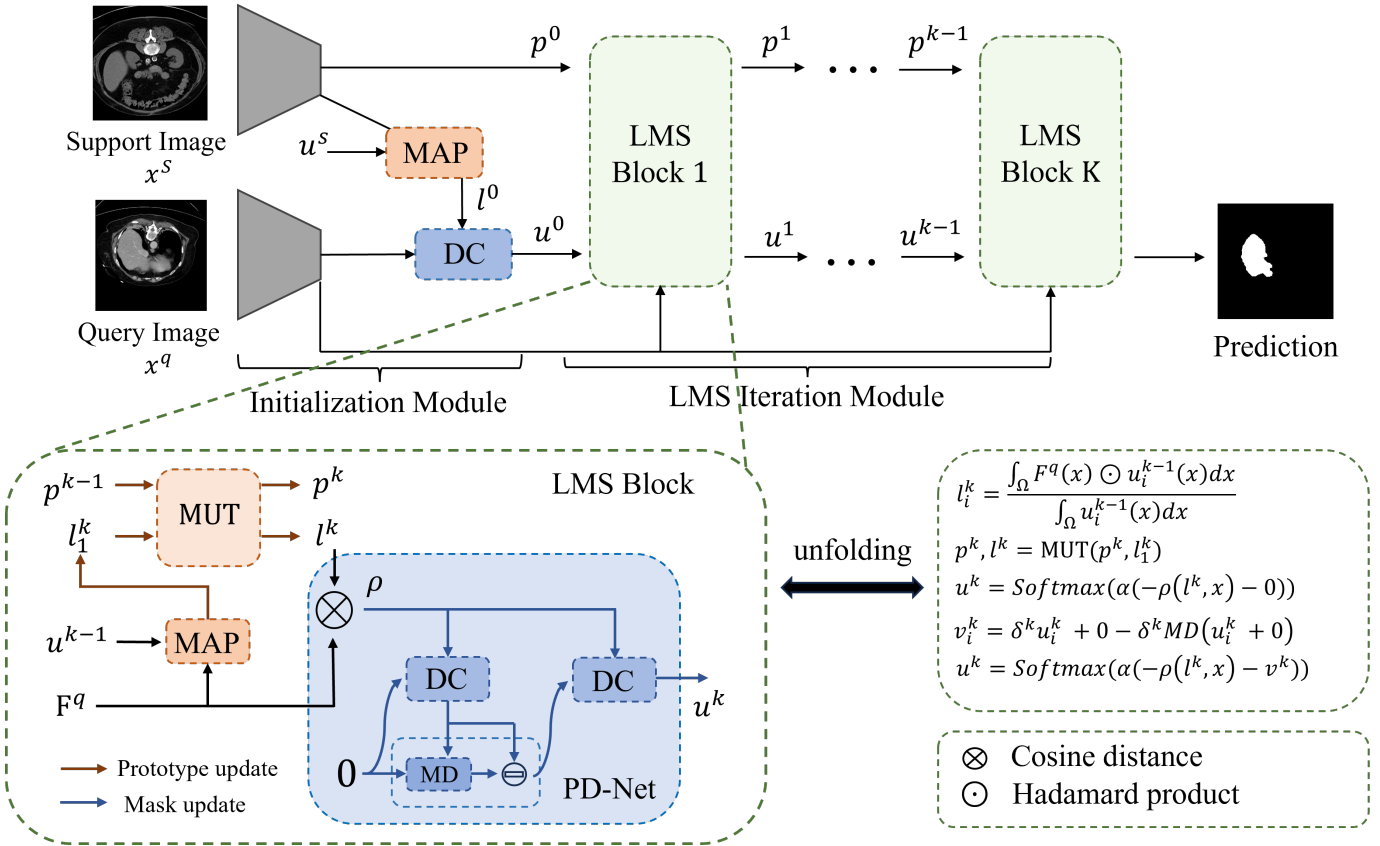 Support Image
x^S
Query Image
x^q
u^s
MAP
l^0
DC
p^0
u^0
LMS
Block 1
p^1
• • •
p^{k−1}
u^1
• • •
u^{k−1}
LMS
Block K
Prediction
Initialization Module
LMS Iteration Module
LMS Block
p^{k−1}
l_1^k
MUT
p^k
l^k
u^{k−1}
MAP
F^q
ρ
DC
DC
u^k
0
MD
PD-Net
Prototype update
Mask update
unfolding
l_i^k = ∫_Ω F^q(x) ⊙ u_i^{k−1}(x)dx / ∫_Ω u_i^{k−1}(x)dx
p^k, l^k = MUT(p^k, l_1^k)
u^k = Softmax(α(−ρ(l^k, x) − 0))
v_i^k = δ^k u_i^k + 0 − δ^k MD(u_i^k + 0)
u^k = Softmax(α(−ρ(l^k, x) − v^k))
⊗ Cosine distance
⊙ Hadamard product